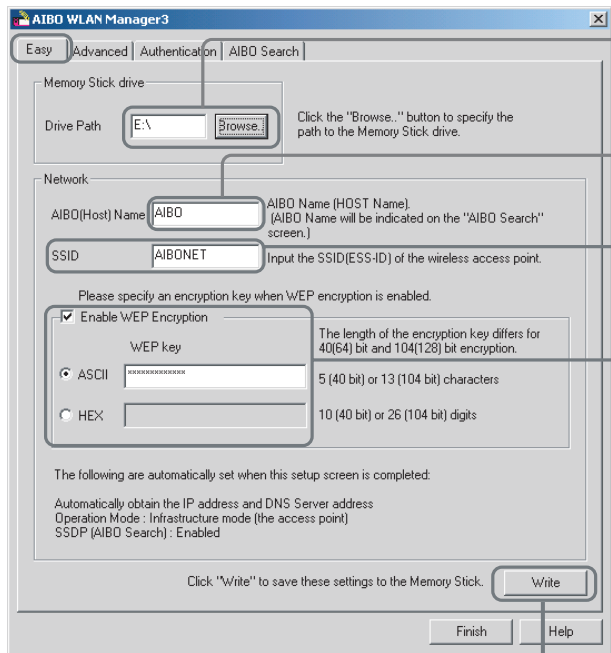 AIBO WLAN Manager3
Easy Advanced Authentication AIBO Search
Memory Stick drive
Drive Path E:\ Browse..
Click the "Browse.." button to specify the
path to the Memory Stick drive.
Network
AIBO(Host) Name AIBO
AIBO Name (HOST Name).
(AIBO Name will be indicated on the "AIBO Search"
screen.)
SSID AIBONET Input the SSID(ESS-ID) of the wireless access point.
Please specify an encryption key when WEP encryption is enabled.
Enable WEP Encryption
WEP key
The length of the encryption key differs for
40(64) bit and 104(128) bit encryption.
ASCII ************* 5 (40 bit) or 13 (104 bit) characters
HEX 10 (40 bit) or 26 (104 bit) digits
The following are automatically set when this setup screen is completed:
Automatically obtain the IP address and DNS Server address
Operation Mode : Infrastructure mode (the access point)
SSDP (AIBO Search) : Enabled
Click "Write" to save these settings to the Memory Stick. Write
Finish Help